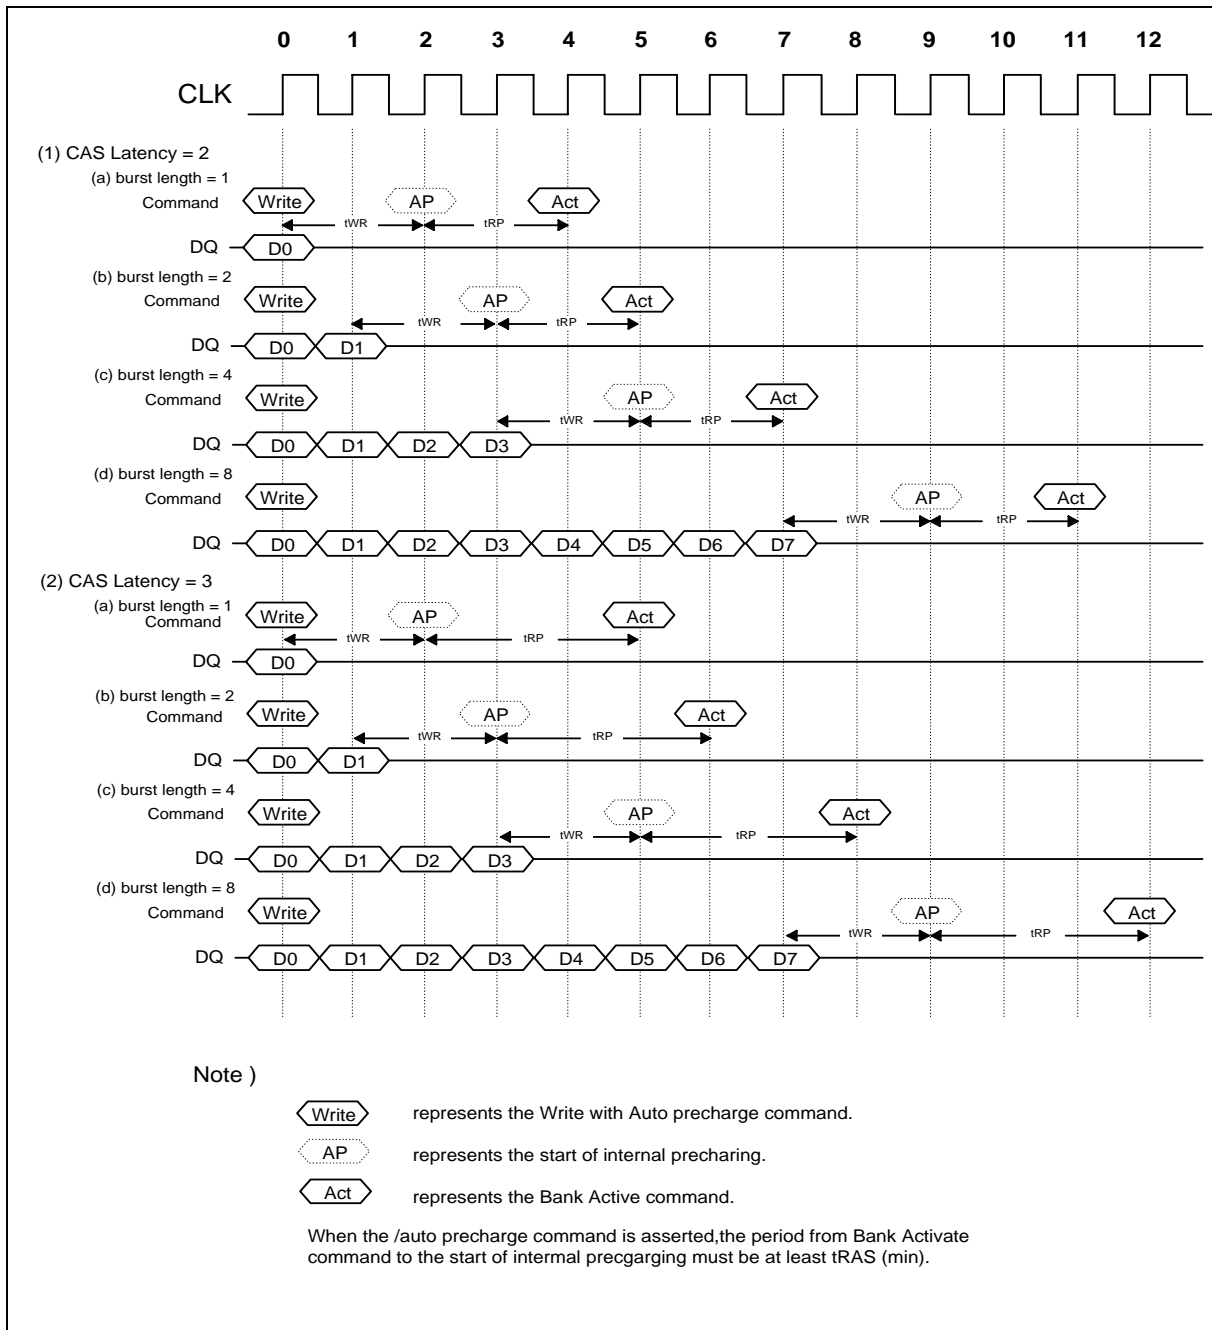 0 1 2 3 4 5 6 7 8 9 10 11 12
CLK
(1) CAS Latency = 2
(a) burst length = 1
Command Write AP Act
tWR tRP
DQ D0
(b) burst length = 2
Command Write AP Act
tWR tRP
DQ D0 D1
(c) burst length = 4
Command Write AP Act
tWR tRP
DQ D0 D1 D2 D3
(d) burst length = 8
Command Write AP Act
tWR tRP
DQ D0 D1 D2 D3 D4 D5 D6 D7
(2) CAS Latency = 3
(a) burst length = 1
Command Write AP Act
tWR tRP
DQ D0
(b) burst length = 2
Command Write AP Act
tWR tRP
DQ D0 D1
(c) burst length = 4
Command Write AP Act
tWR tRP
DQ D0 D1 D2 D3
(d) burst length = 8
Command Write AP Act
tWR tRP
DQ D0 D1 D2 D3 D4 D5 D6 D7
Note )
Write represents the Write with Auto precharge command.
AP represents the start of internal precharing.
Act represents the Bank Active command.
When the /auto precharge command is asserted,the period from Bank Activate
command to the start of internal precgarging must be at least tRAS (min).